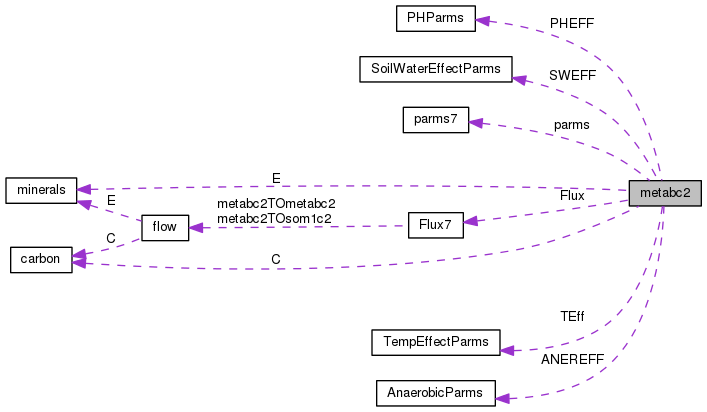 PHParms
PHEFF
SoilWaterEffectParms
SWEFF
parms7
parms
minerals
E
metabc2
E
metabc2TOmetabc2
metabc2TOsom1c2
Flux
flow
Flux7
C
carbon
C
TEff
TempEffectParms
ANEREFF
AnaerobicParms